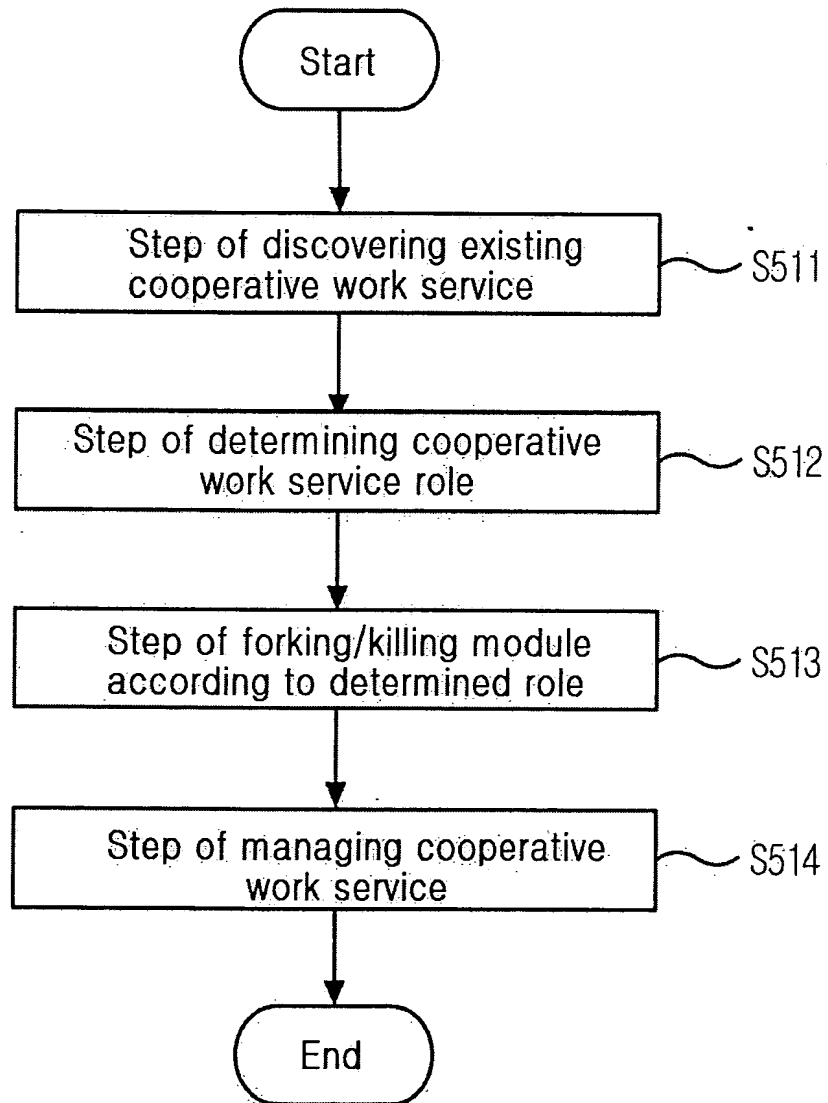 Start
Step of discovering existing
cooperative work service
S511
Step of determining cooperative
work service role
S512
Step of forking/killing module
according to determined role
S513
Step of managing cooperative
work service
S514
End